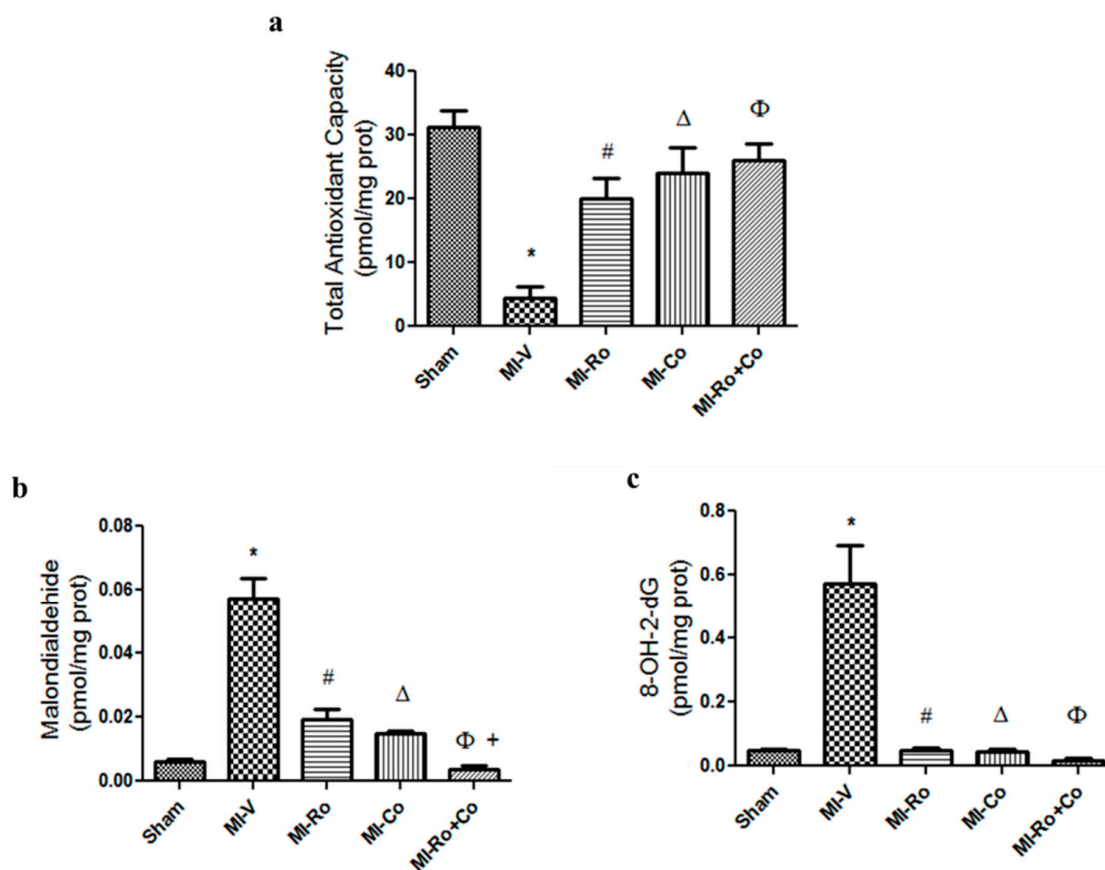 a
Total Antioxidant Capacity
(pmol/mg prot)
40
30
20
10
0
*
#
Δ
Φ
Sham
MI-V
MI-Ro
MI-Co
MI-Ro+Co
b
Malondialdehide
(pmol/mg prot)
0.08
0.06
0.04
0.02
0.00
*
#
Δ
Φ +
Sham
MI-V
MI-Ro
MI-Co
MI-Ro+Co
c
8-OH-2-dG
(pmol/mg prot)
0.8
0.6
0.4
0.2
0.0
*
#
Δ
Φ
Sham
MI-V
MI-Ro
MI-Co
MI-Ro+Co